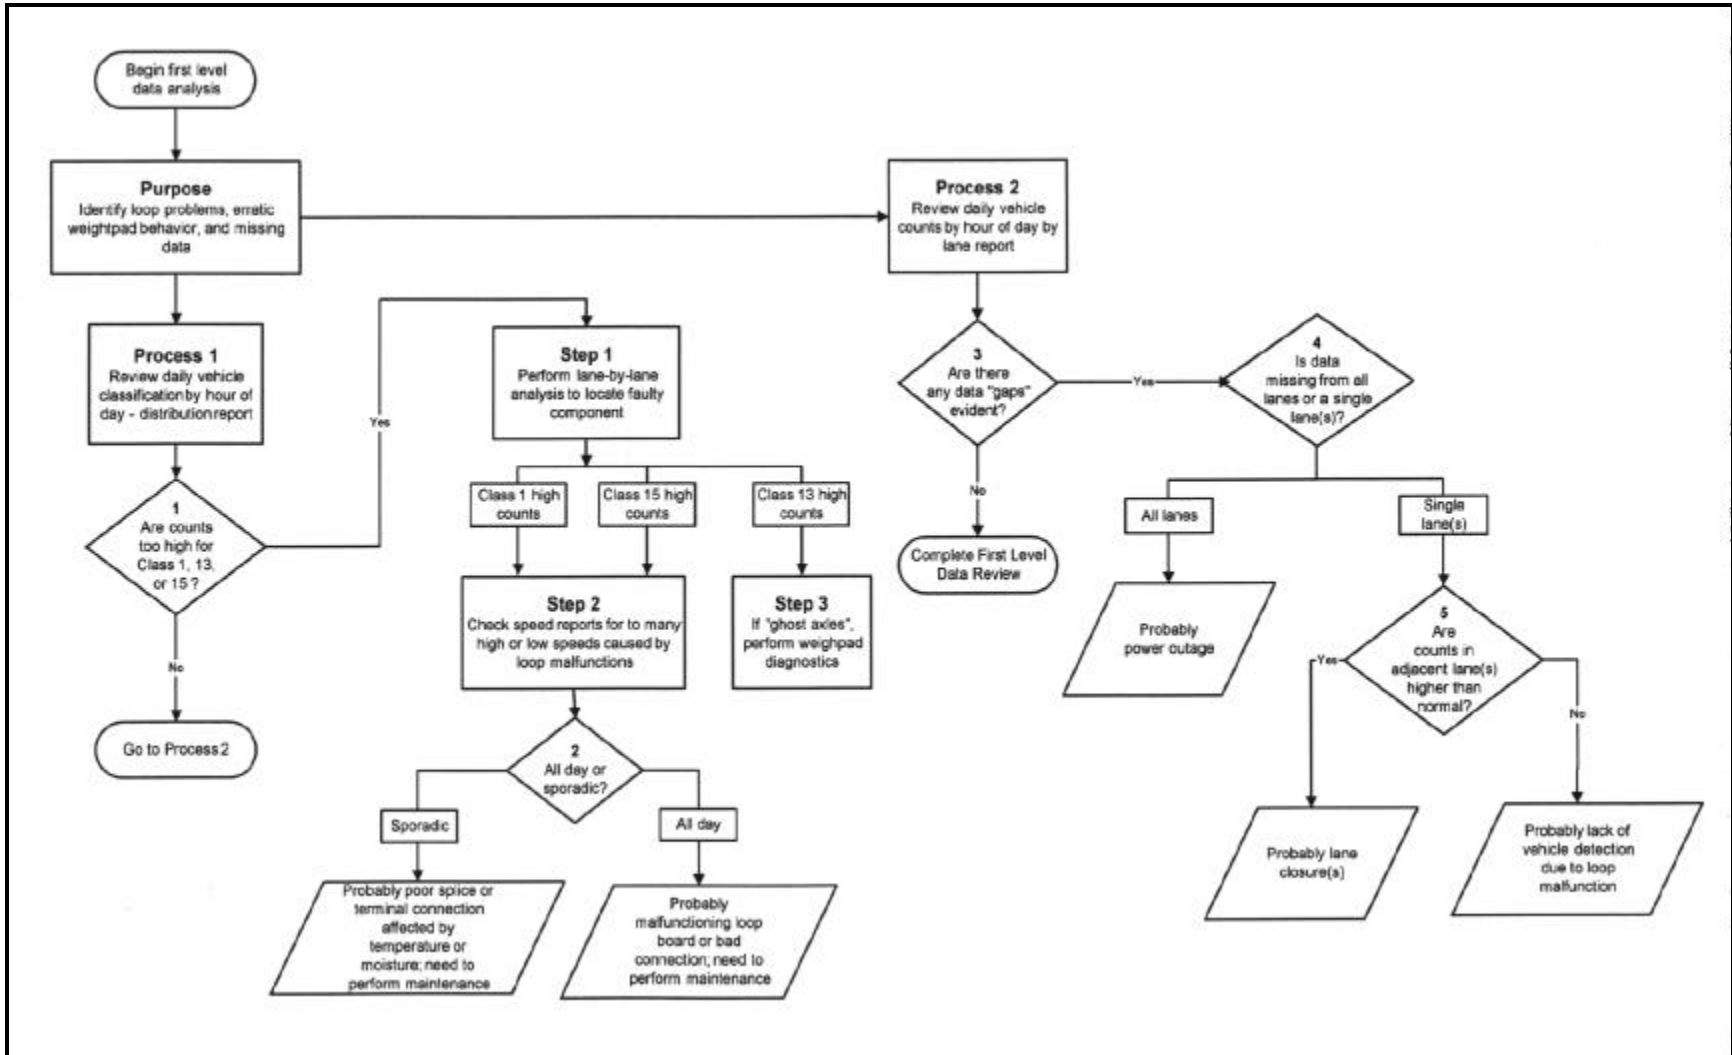 Begin first level
data analysis
Purpose
Identify loop problems, erratic
weightpad behavior, and missing
data
Process 1
Review daily vehicle
classification by hour of
day - distribution report
1
Are counts
too high for
Class 1, 13,
or 15?
No
Go to Process 2
Yes
Step 1
Perform lane-by-lane
analysis to locate faulty
component
Class 1 high
counts
Class 15 high
counts
Class 13 high
counts
Step 2
Check speed reports for to many
high or low speeds caused by
loop malfunctions
Step 3
If "ghost axles",
perform weighpad
diagnostics
2
All day or
sporadic?
Sporadic
All day
Probably poor splice or
terminal connection
affected by
temperature or
moisture; need to
perform maintenance
Probably
malfunctioning loop
board or bad
connection; need to
perform maintenance
Process 2
Review daily vehicle
counts by hour of day by
lane report
3
Are there
any data "gaps"
evident?
Yes
No
Complete First Level
Data Review
4
Is data
missing from all
lanes or a single
lane(s)?
All lanes
Single
lane(s)
Probably
power outage
5
Are
counts in
adjacent lane(s)
higher than
normal?
Yes
No
Probably lane
closure(s)
Probably lack of
vehicle detection
due to loop
malfunction